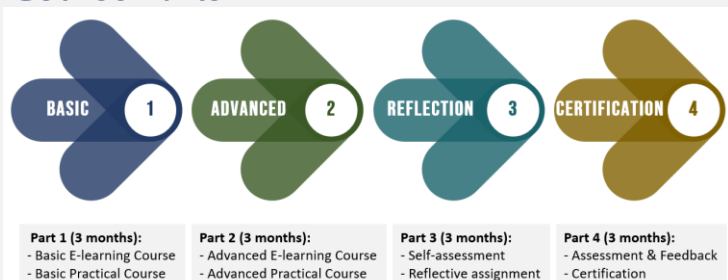 BASIC 1
ADVANCED 2
REFLECTION 3
CERTIFICATION 4
Part 1 (3 months):
- Basic E-learning Course
- Basic Practical Course
Part 2 (3 months):
- Advanced E-learning Course
- Advanced Practical Course
Part 3 (3 months):
- Self-assessment
- Reflective assignment
Part 4 (3 months):
- Assessment & Feedback
- Certification